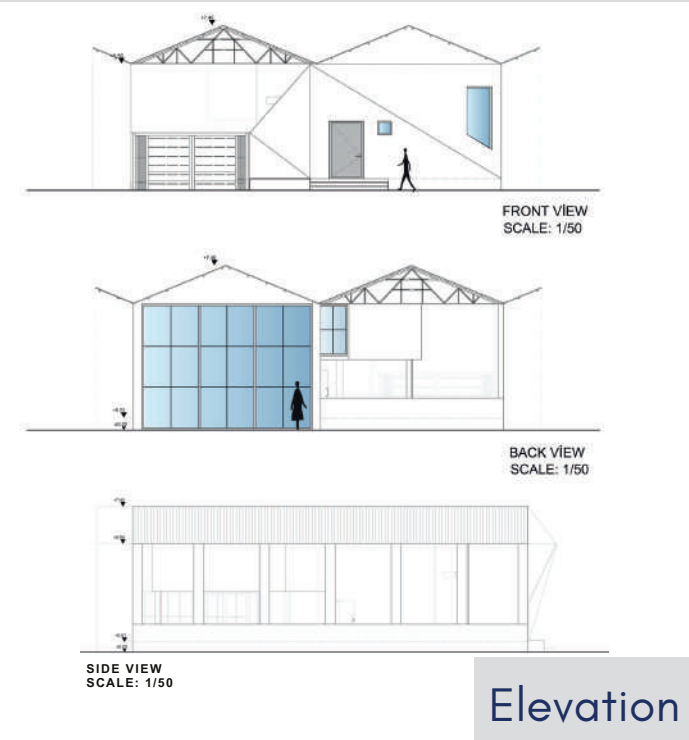 FRONT VİEW
SCALE: 1/50
BACK VİEW
SCALE: 1/50
SIDE VIEW
SCALE: 1/50
Elevation